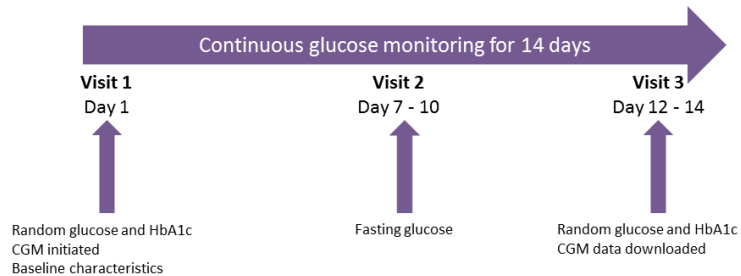 Continuous glucose monitoring for 14 days
Visit 1
Day 1
Visit 2
Day 7 - 10
Visit 3
Day 12 - 14
Random glucose and HbA1c
CGM initiated
Baseline characteristics
Fasting glucose
Random glucose and HbA1c
CGM data downloaded